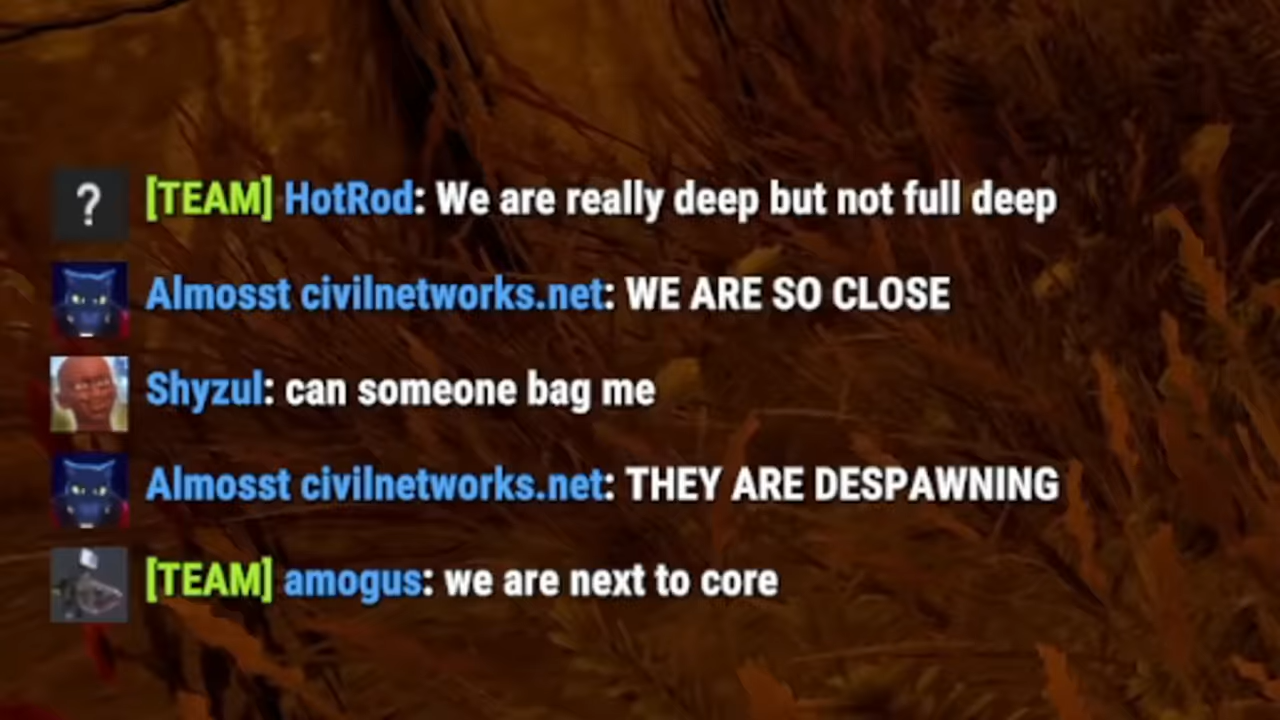 ?
[TEAM] HotRod: We are really deep but not full deep
Almosst civilnetworks.net: WE ARE SO CLOSE
Shyzul: can someone bag me
Almosst civilnetworks.net: THEY ARE DESPAWNING
[TEAM] amogus: we are next to core